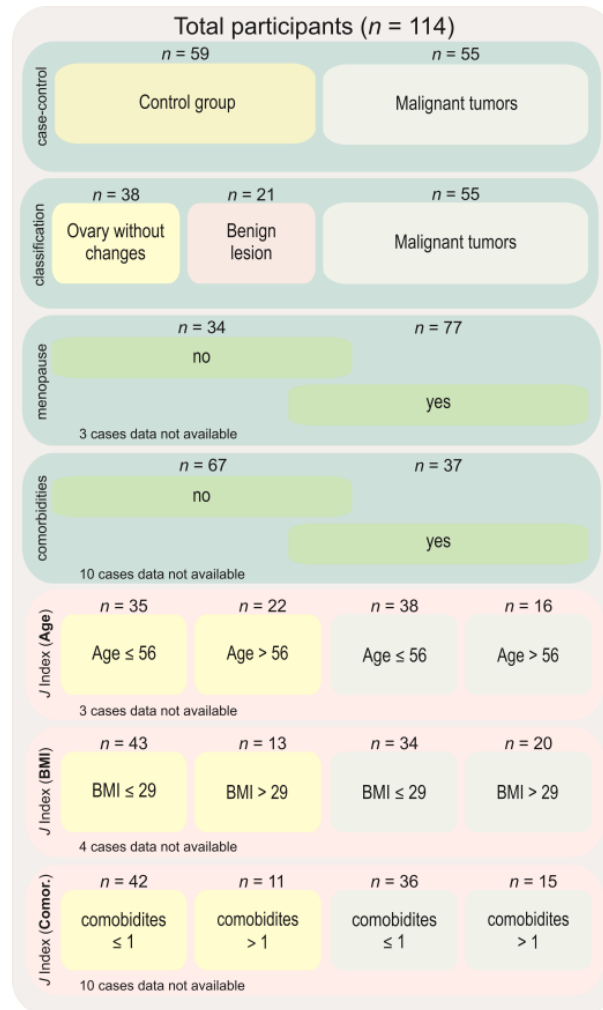 Total participants (n = 114)
n = 59 n = 55
case-control
Control group Malignant tumors
n = 38 n = 21 n = 55
classification
Ovary without changes Benign lesion Malignant tumors
n = 34 n = 77
menopause
no
yes
3 cases data not available
n = 67 n = 37
comorbidities
no
yes
10 cases data not available
n = 35 n = 22 n = 38 n = 16
J Index (Age)
Age ≤ 56 Age > 56 Age ≤ 56 Age > 56
3 cases data not available
n = 43 n = 13 n = 34 n = 20
J Index (BMI)
BMI ≤ 29 BMI > 29 BMI ≤ 29 BMI > 29
4 cases data not available
n = 42 n = 11 n = 36 n = 15
J Index (Comor.)
comobidites comobidites comobidites comobidites
≤ 1 > 1 ≤ 1 > 1
10 cases data not available